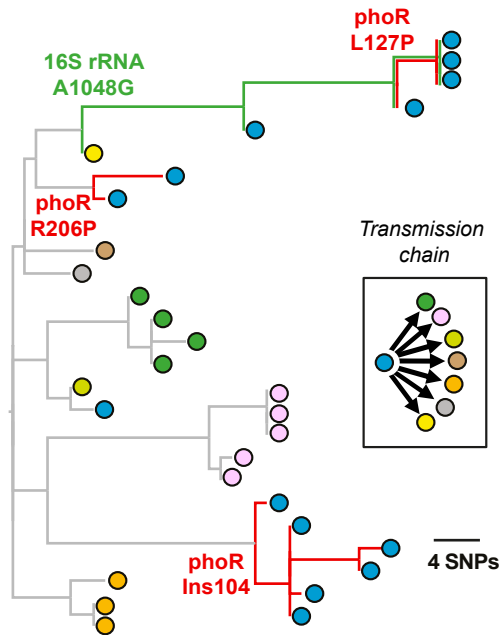 phoR
L127P
16S rRNA
A1048G
phoR
R206P
Transmission
chain
phoR
Ins104
4 SNPs